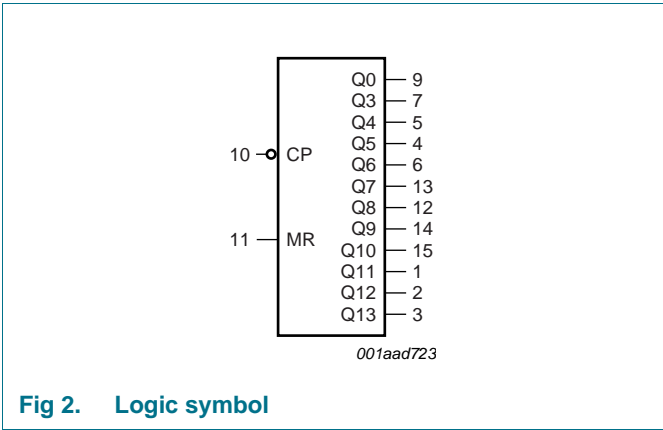 Q0 9
Q3 7
Q4 5
Q5 4
10 CP Q6 6
Q7 13
Q8 12
Q9 14
11 MR Q10 15
Q11 1
Q12 2
Q13 3
001aad723
Fig 2. Logic symbol